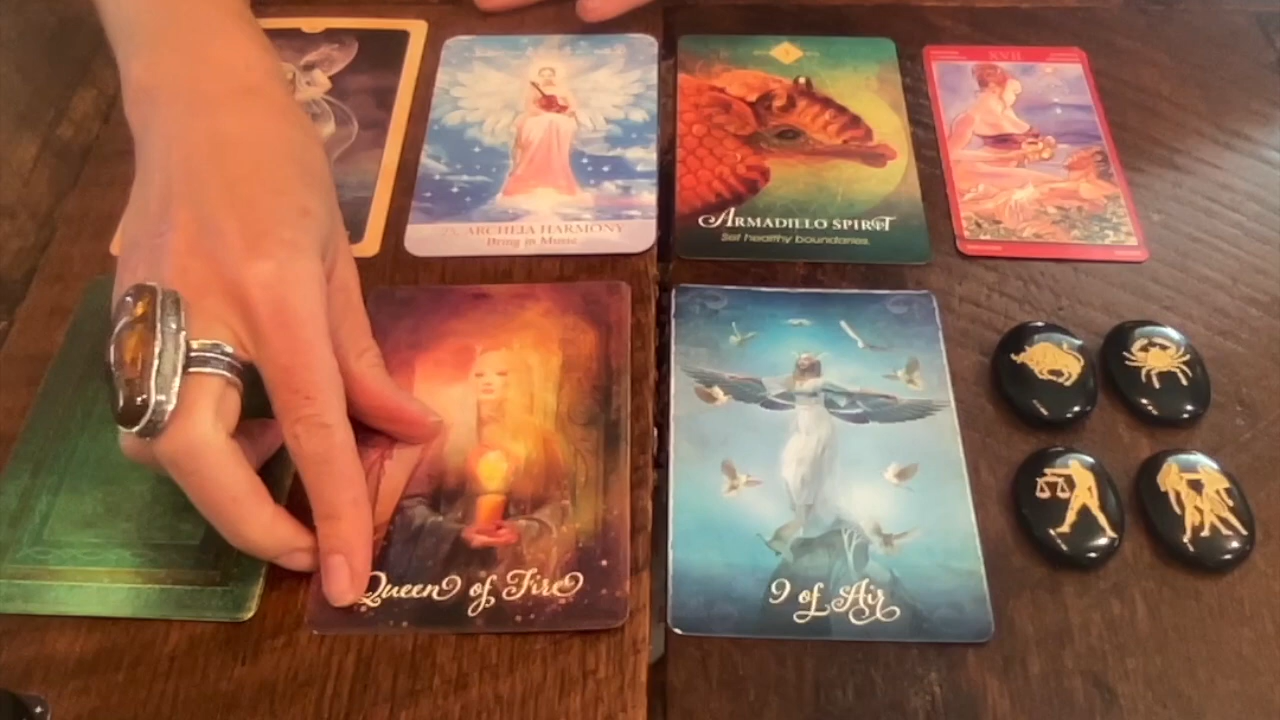 XVII
ARCHEIA HARMONY
Bring in Music
ARMADILLO SPIRIT
Set healthy boundaries.
Queen of Fire
9 of Air